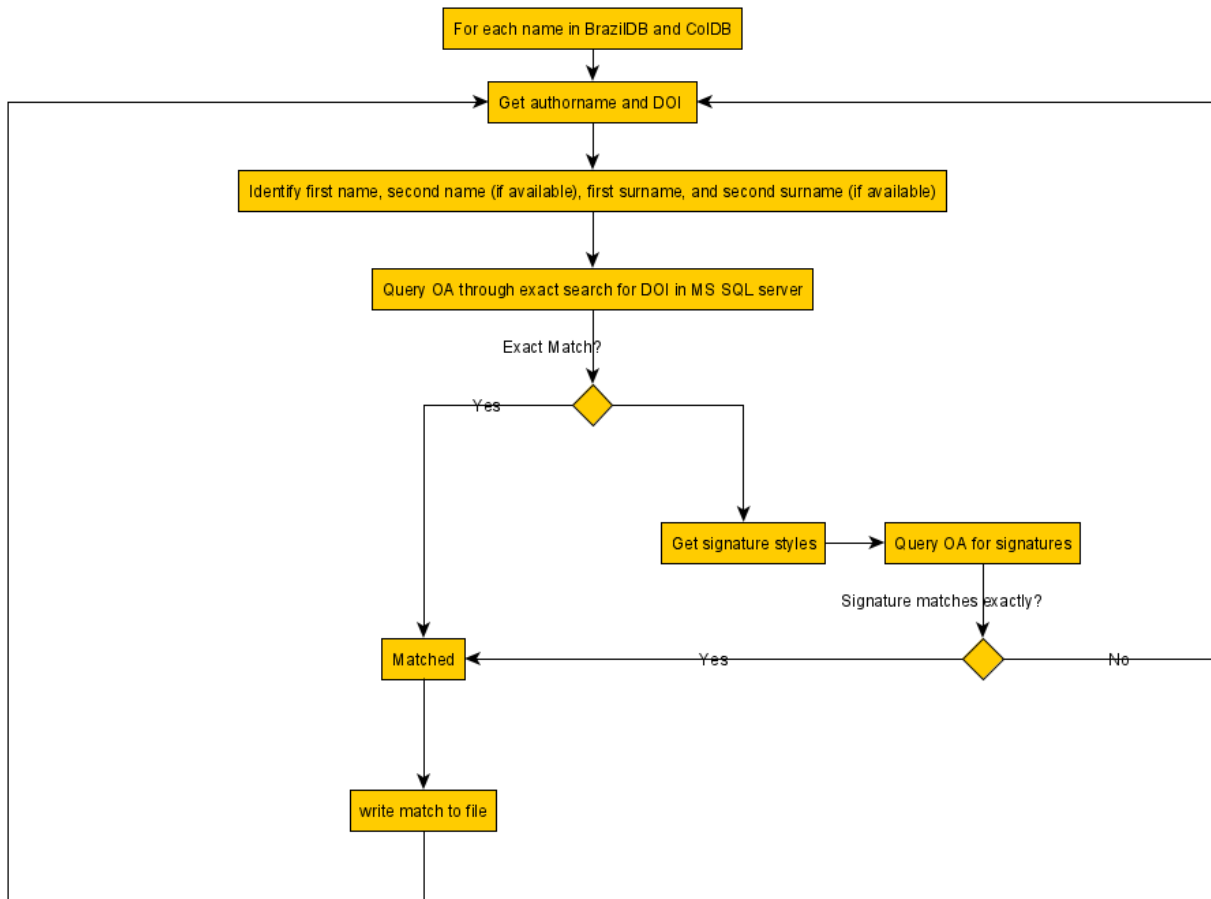 For each name in BrazilDB and ColDB
Get authorname and DOI
Identify first name, second name (if available), first surname, and second surname (if available)
Query OA through exact search for DOI in MS SQL server
Exact Match?
Yes
Get signature styles
Query OA for signatures
Signature matches exactly?
Matched
Yes
No
write match to file